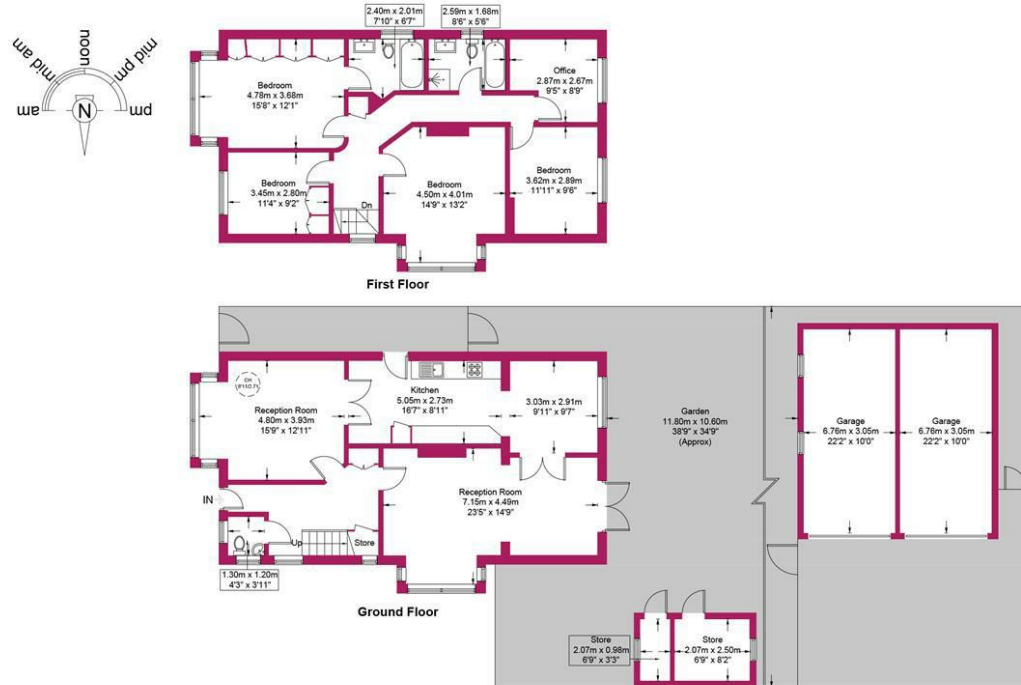 am
mid am
noon
mid pm
pm
N
2.40m x 2.01m
7'10" x 6'7"
2.59m x 1.68m
8'6" x 5'6"
Bedroom
4.78m x 3.68m
15'8" x 12'1"
Office
2.87m x 2.67m
9'5" x 8'9"
Bedroom
3.45m x 2.80m
11'4" x 9'2"
Dn
Bedroom
4.50m x 4.01m
14'9" x 13'2"
Bedroom
3.62m x 2.89m
11'11" x 9'6"
First Floor
Reception Room
4.80m x 3.93m
15'9" x 12'11"
Kitchen
5.05m x 2.73m
16'7" x 8'11"
3.03m x 2.91m
9'11" x 9'7"
Garden
11.80m x 10.60m
38'9" x 34'9"
(Approx)
Garage
6.76m x 3.05m
22'2" x 10'0"
Garage
6.76m x 3.05m
22'2" x 10'0"
IN
Reception Room
7.15m x 4.49m
23'5" x 14'9"
Up
Store
1.30m x 1.20m
4'3" x 3'11"
Ground Floor
Store
2.07m x 0.98m
6'9" x 3'3"
Store
2.07m x 2.50m
6'9" x 8'2"